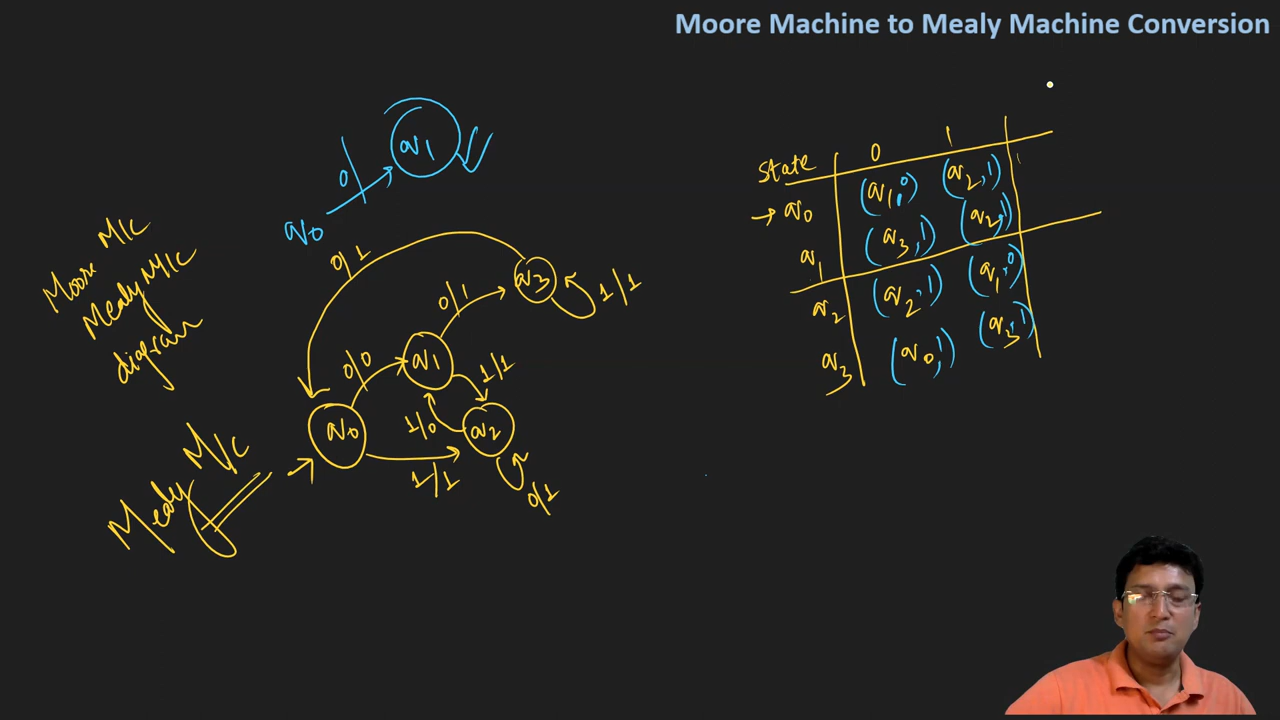 Moore Machine to Mealy Machine Conversion
q1
0/
q0
Moore M/C
Mealy M/C
diagram
0/1
q3
1/1
0/1
0/0
q1
1/1
q0
1/0
q2
1/1
0/1
Mealy M/C
State 0 1
→ q0 (q1, 0) (q2, 1)
q1 (q3, 1) (q2, 1)
q2 (q2, 1) (q1, 0)
q3 (q0, 1) (q3, 1)